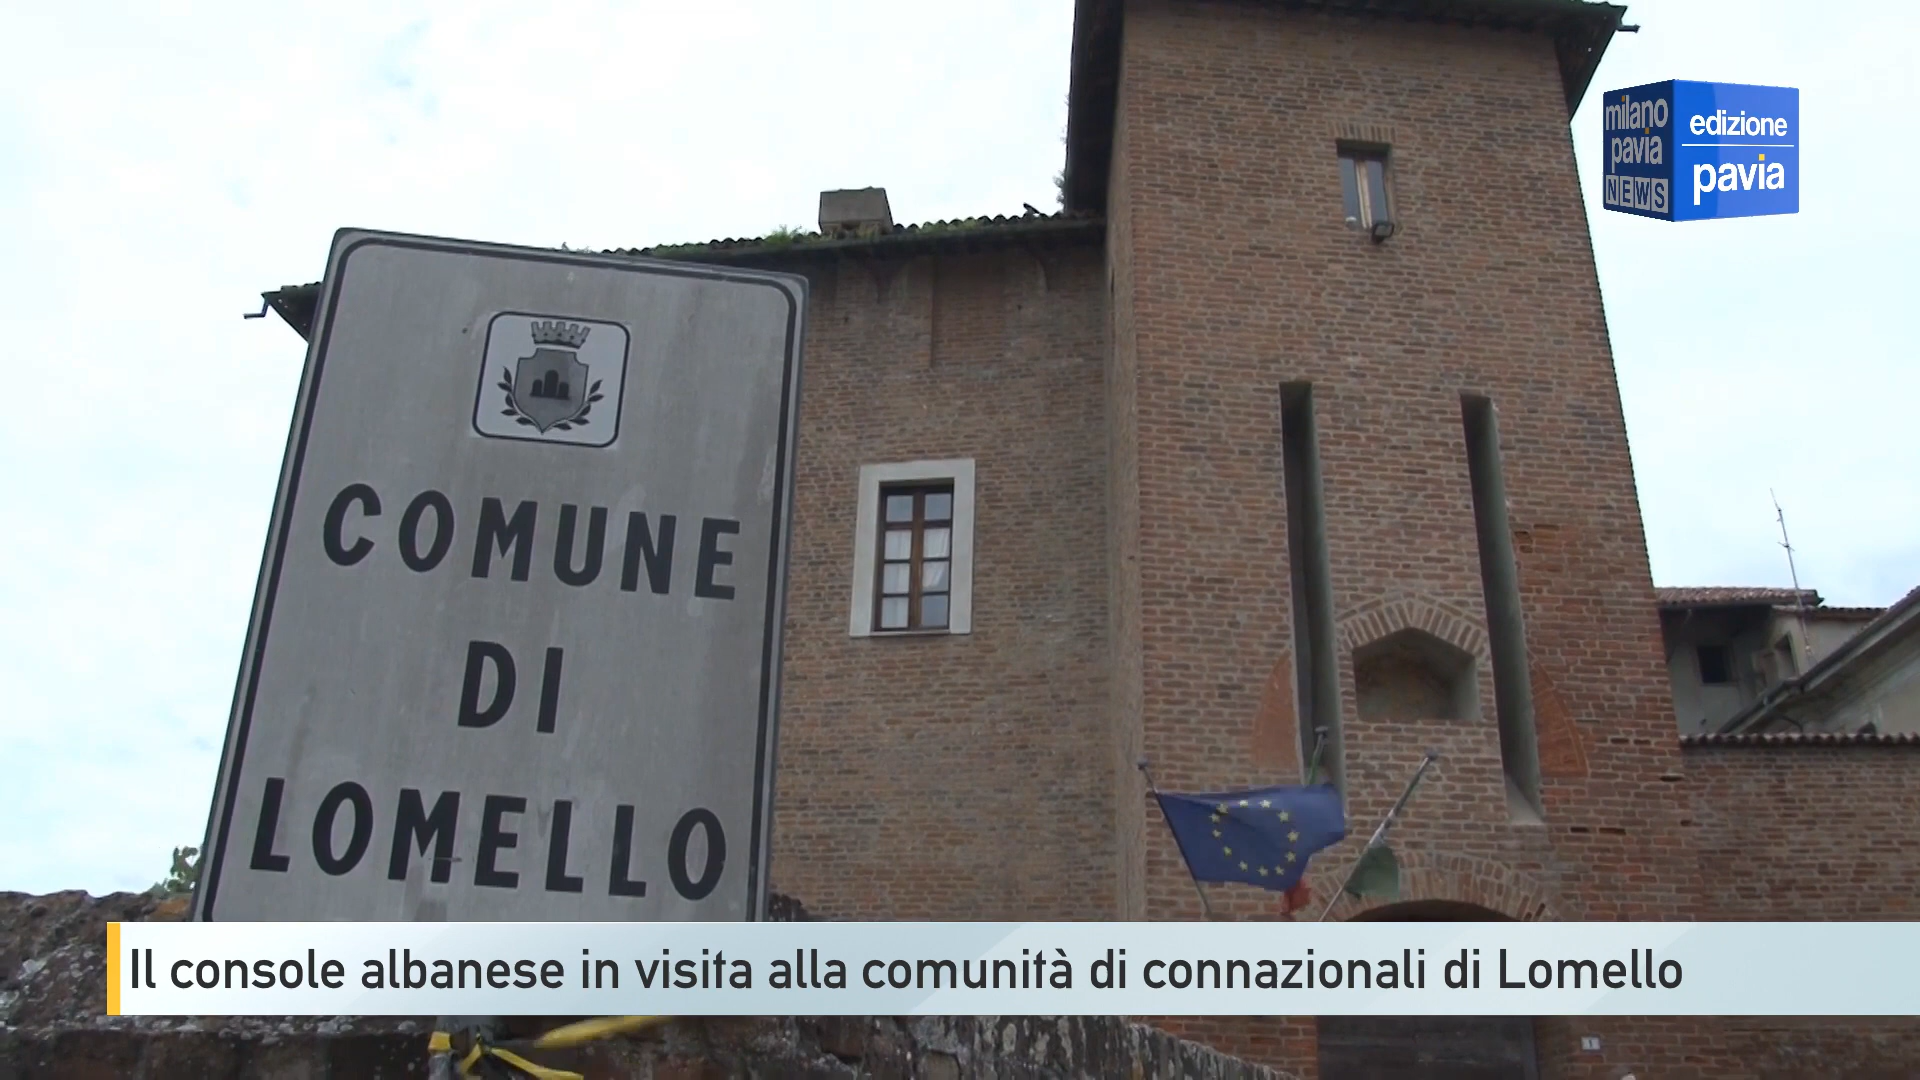 milano
pavia
NEWS
edizione
pavia
COMUNE
DI
LOMELLO
Il console albanese in visita alla comunità di connazionali di Lomello
1